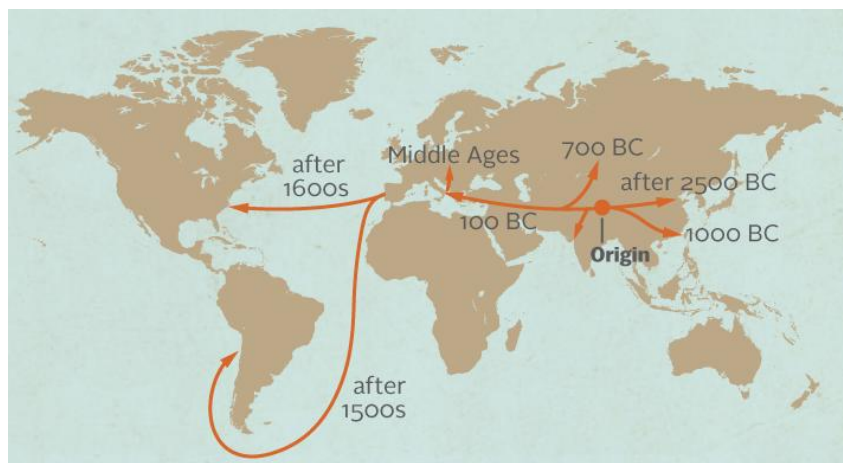 after
1600s
Middle Ages
700 BC
after 2500 BC
100 BC
1000 BC
Origin
after
1500s